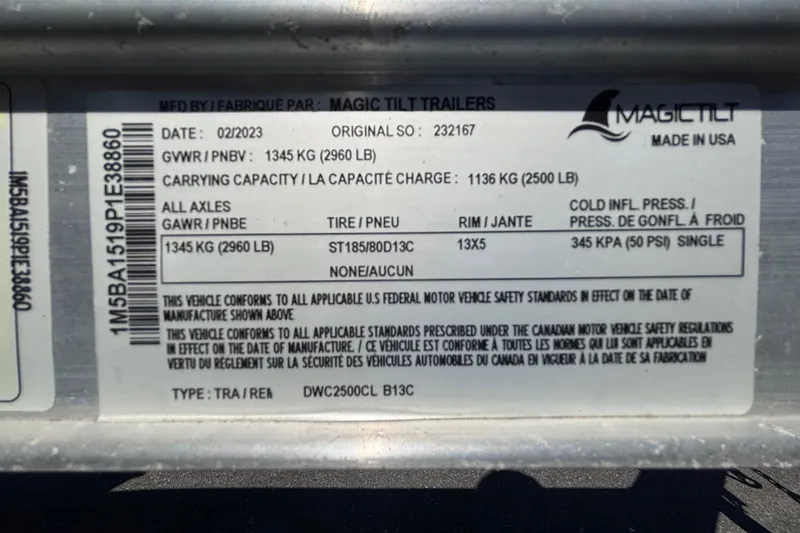 1M5BA1519P1E38860
1M5BA1519P1E38860
MFD BY / FABRIQUÉ PAR : MAGIC TILT TRAILERS
MAGICTILT
MADE IN USA
DATE : 02/2023 ORIGINAL SO : 232167
GVWR / PNBV : 1345 KG (2960 LB)
CARRYING CAPACITY / LA CAPACITÉ CHARGE : 1136 KG (2500 LB)
ALL AXLES
GAWR / PNBE TIRE / PNEU RIM / JANTE COLD INFL. PRESS. /
PRESS. DE GONFL. À FROID
1345 KG (2960 LB) ST185/80D13C 13X5 345 KPA (50 PSI) SINGLE
NONE/AUCUN
THIS VEHICLE CONFORMS TO ALL APPLICABLE U.S FEDERAL MOTOR VEHICLE SAFETY STANDARDS IN EFFECT ON THE DATE OF
MANUFACTURE SHOWN ABOVE
THIS VEHICLE CONFORMS TO ALL APPLICABLE STANDARDS PRESCRIBED UNDER THE CANADIAN MOTOR VEHICLE SAFETY REGULATIONS
IN EFFECT ON THE DATE OF MANUFACTURE. / CE VÉHICULE EST CONFORME À TOUTES LES NORMES QUI LUI SONT APPLICABLES EN
VERTU DU RÈGLEMENT SUR LA SÉCURITÉ DES VÉHICULES AUTOMOBILES DU CANADA EN VIGUEUR À LA DATE DE SA FABRICATION
TYPE : TRA / REM DWC2500CL B13C